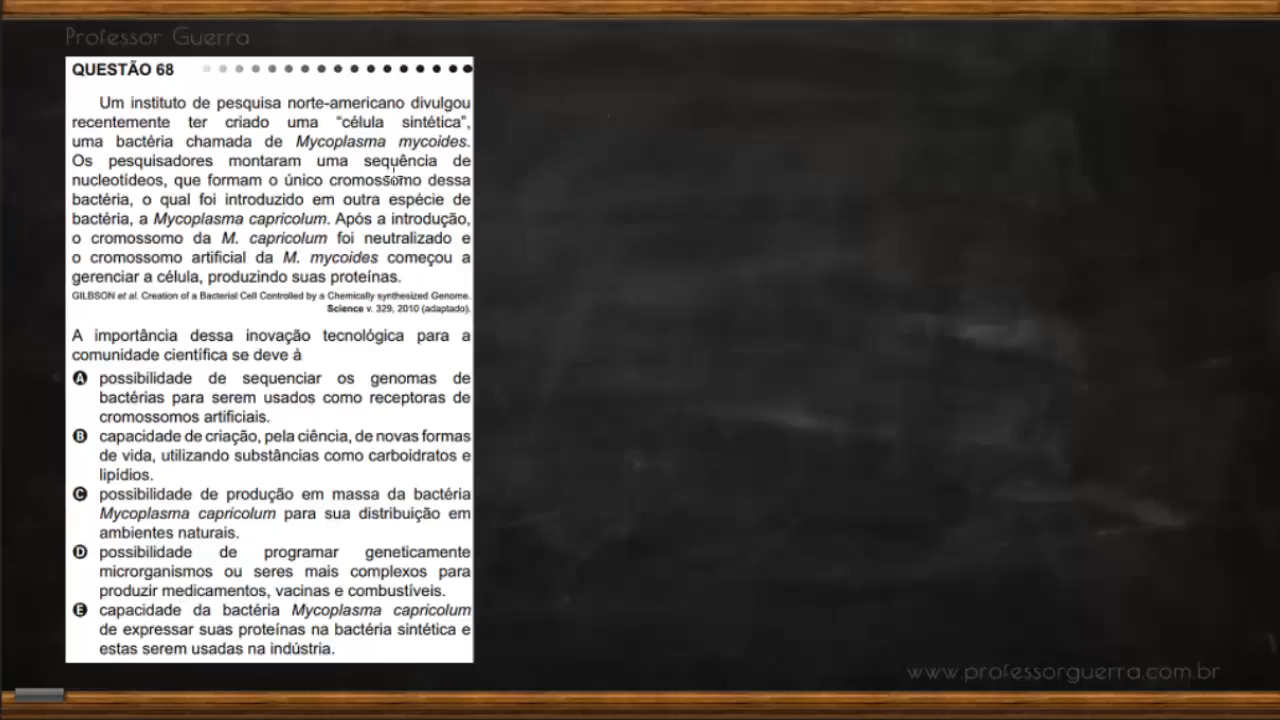 Professor Guerra
QUESTÃO 68
Um instituto de pesquisa norte-americano divulgou
recentemente ter criado uma “célula sintética”,
uma bactéria chamada de Mycoplasma mycoides.
Os pesquisadores montaram uma sequência de
nucleotídeos, que formam o único cromossomo dessa
bactéria, o qual foi introduzido em outra espécie de
bactéria, a Mycoplasma capricolum. Após a introdução,
o cromossomo da M. capricolum foi neutralizado e
o cromossomo artificial da M. mycoides começou a
gerenciar a célula, produzindo suas proteínas.
GILBSON et al. Creation of a Bacterial Cell Controlled by a Chemically synthesized Genome.
Science v. 329, 2010 (adaptado).
A importância dessa inovação tecnológica para a
comunidade científica se deve à
A possibilidade de sequenciar os genomas de
bactérias para serem usados como receptoras de
cromossomos artificiais.
B capacidade de criação, pela ciência, de novas formas
de vida, utilizando substâncias como carboidratos e
lipídios.
C possibilidade de produção em massa da bactéria
Mycoplasma capricolum para sua distribuição em
ambientes naturais.
D possibilidade de programar geneticamente
microrganismos ou seres mais complexos para
produzir medicamentos, vacinas e combustíveis.
E capacidade da bactéria Mycoplasma capricolum
de expressar suas proteínas na bactéria sintética e
estas serem usadas na indústria.
www.professorguerra.com.br